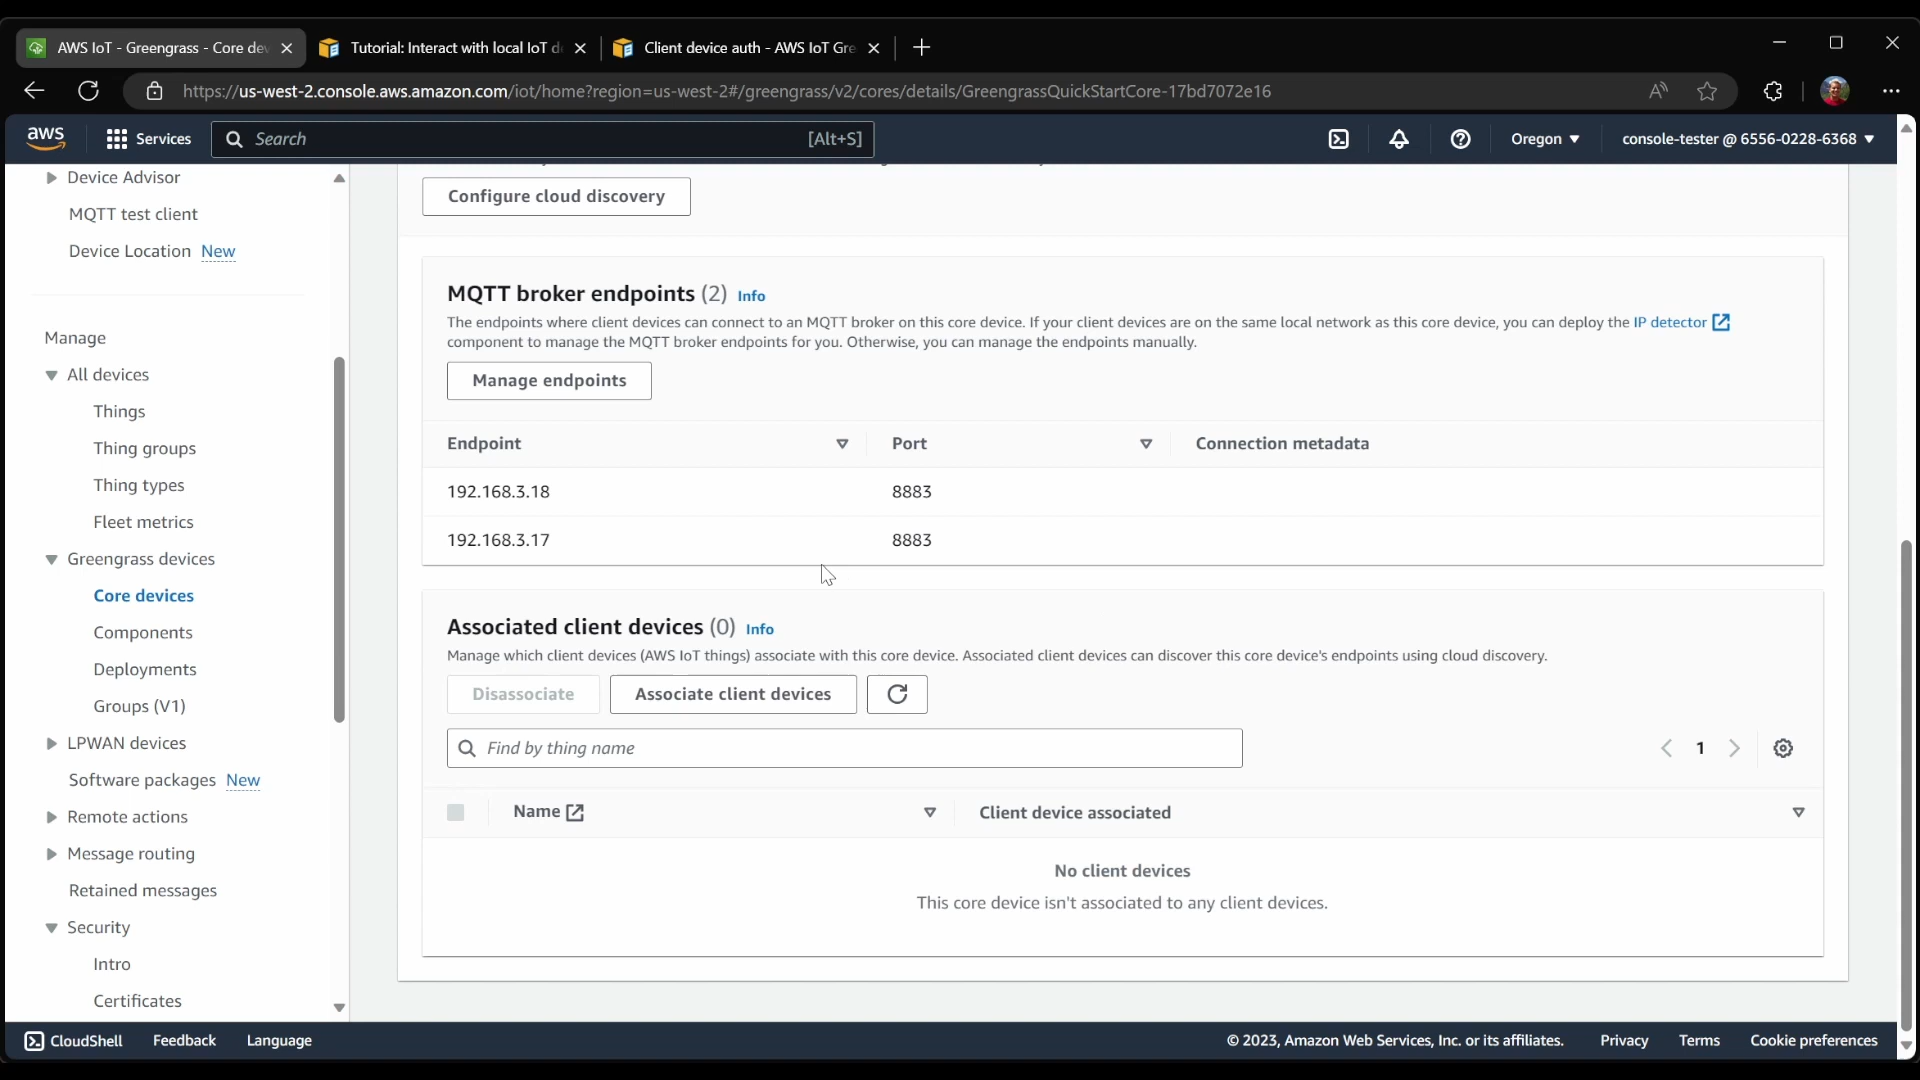 AWS IoT - Greengrass - Core dev
Tutorial: Interact with local IoT d
Client device auth - AWS IoT Gre
https://us-west-2.console.aws.amazon.com/iot/home?region=us-west-2#/greengrass/v2/cores/details/GreengrassQuickStartCore-17bd7072e16
aws
Services
Search
[Alt+S]
Oregon
console-tester @ 6556-0228-6368
Device Advisor
MQTT test client
Device Location New
Manage
All devices
Things
Thing groups
Thing types
Fleet metrics
Greengrass devices
Core devices
Components
Deployments
Groups (V1)
LPWAN devices
Software packages New
Remote actions
Message routing
Retained messages
Security
Intro
Certificates
Configure cloud discovery
MQTT broker endpoints (2) Info
The endpoints where client devices can connect to an MQTT broker on this core device. If your client devices are on the same local network as this core device, you can deploy the IP detector
component to manage the MQTT broker endpoints for you. Otherwise, you can manage the endpoints manually.
Manage endpoints
Endpoint Port Connection metadata
192.168.3.18 8883
192.168.3.17 8883
Associated client devices (0) Info
Manage which client devices (AWS IoT things) associate with this core device. Associated client devices can discover this core device's endpoints using cloud discovery.
Disassociate Associate client devices
Find by thing name
1
Name Client device associated
No client devices
This core device isn't associated to any client devices.
CloudShell Feedback Language
© 2023, Amazon Web Services, Inc. or its affiliates. Privacy Terms Cookie preferences